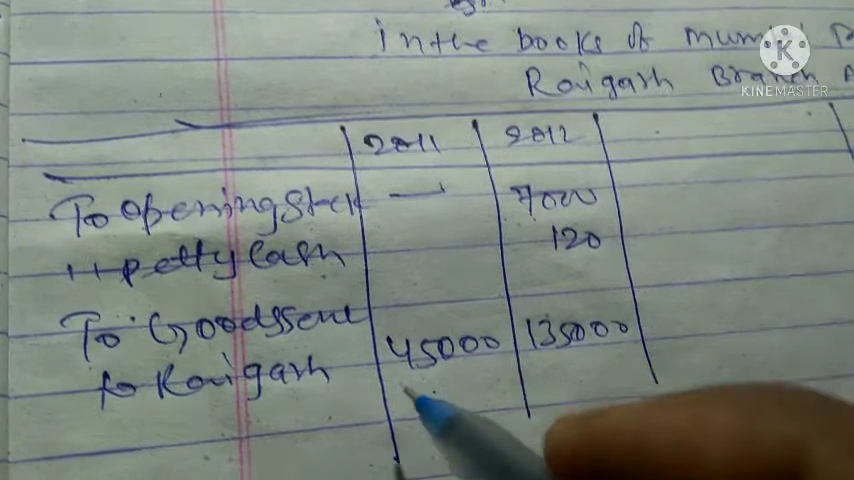 In the books of mumbai
Raigarh Branch A
KINEMASTER
2011 2012
To opening Stock — 7000
11 petty Cash 120
To Goods sent
to Raigarh 45000 135000